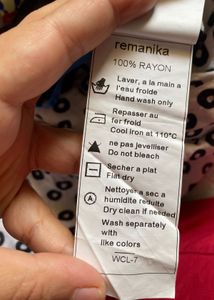 remanika
100% RAYON
Laver, a la main a
l'eau froide
Hand wash only
Repasser au
fer froid
Cool iron at 110°C
ne pas jevelliser
Do not bleach
Secher a plat
Flat dry
Nettoyer a sec a
humidite reduite
A
Dry clean if needed
Wash separately
with
like colors
WCL-7